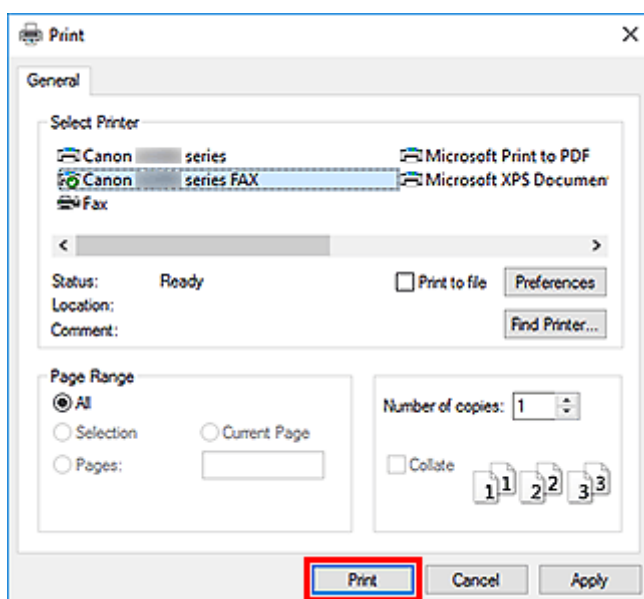 Print
General
Select Printer
Canon series
Microsoft Print to PDF
Canon series FAX
Microsoft XPS Documen
Fax
Status: Ready
Print to file
Preferences
Location:
Comment:
Find Printer...
Page Range
All
Number of copies: 1
Selection
Current Page
Pages:
Collate
1 1 2 2 3 3
Print
Cancel
Apply